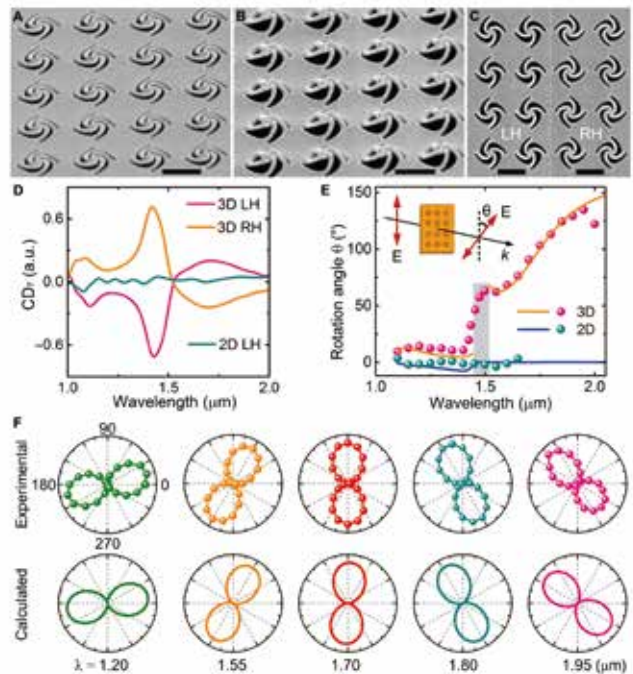 A
B
C
LH RH
D
0.6
0.0
−0.6
CD_T (a.u.)
3D LH
3D RH
2D LH
1.0 1.5 2.0
Wavelength (μm)
E
150
100
50
0
Rotation angle θ (°)
θ E
E k
3D
2D
1.0 1.5 2.0
Wavelength (μm)
F
Experimental
90
180 0
270
Calculated
λ = 1.20 1.55 1.70 1.80 1.95 (μm)